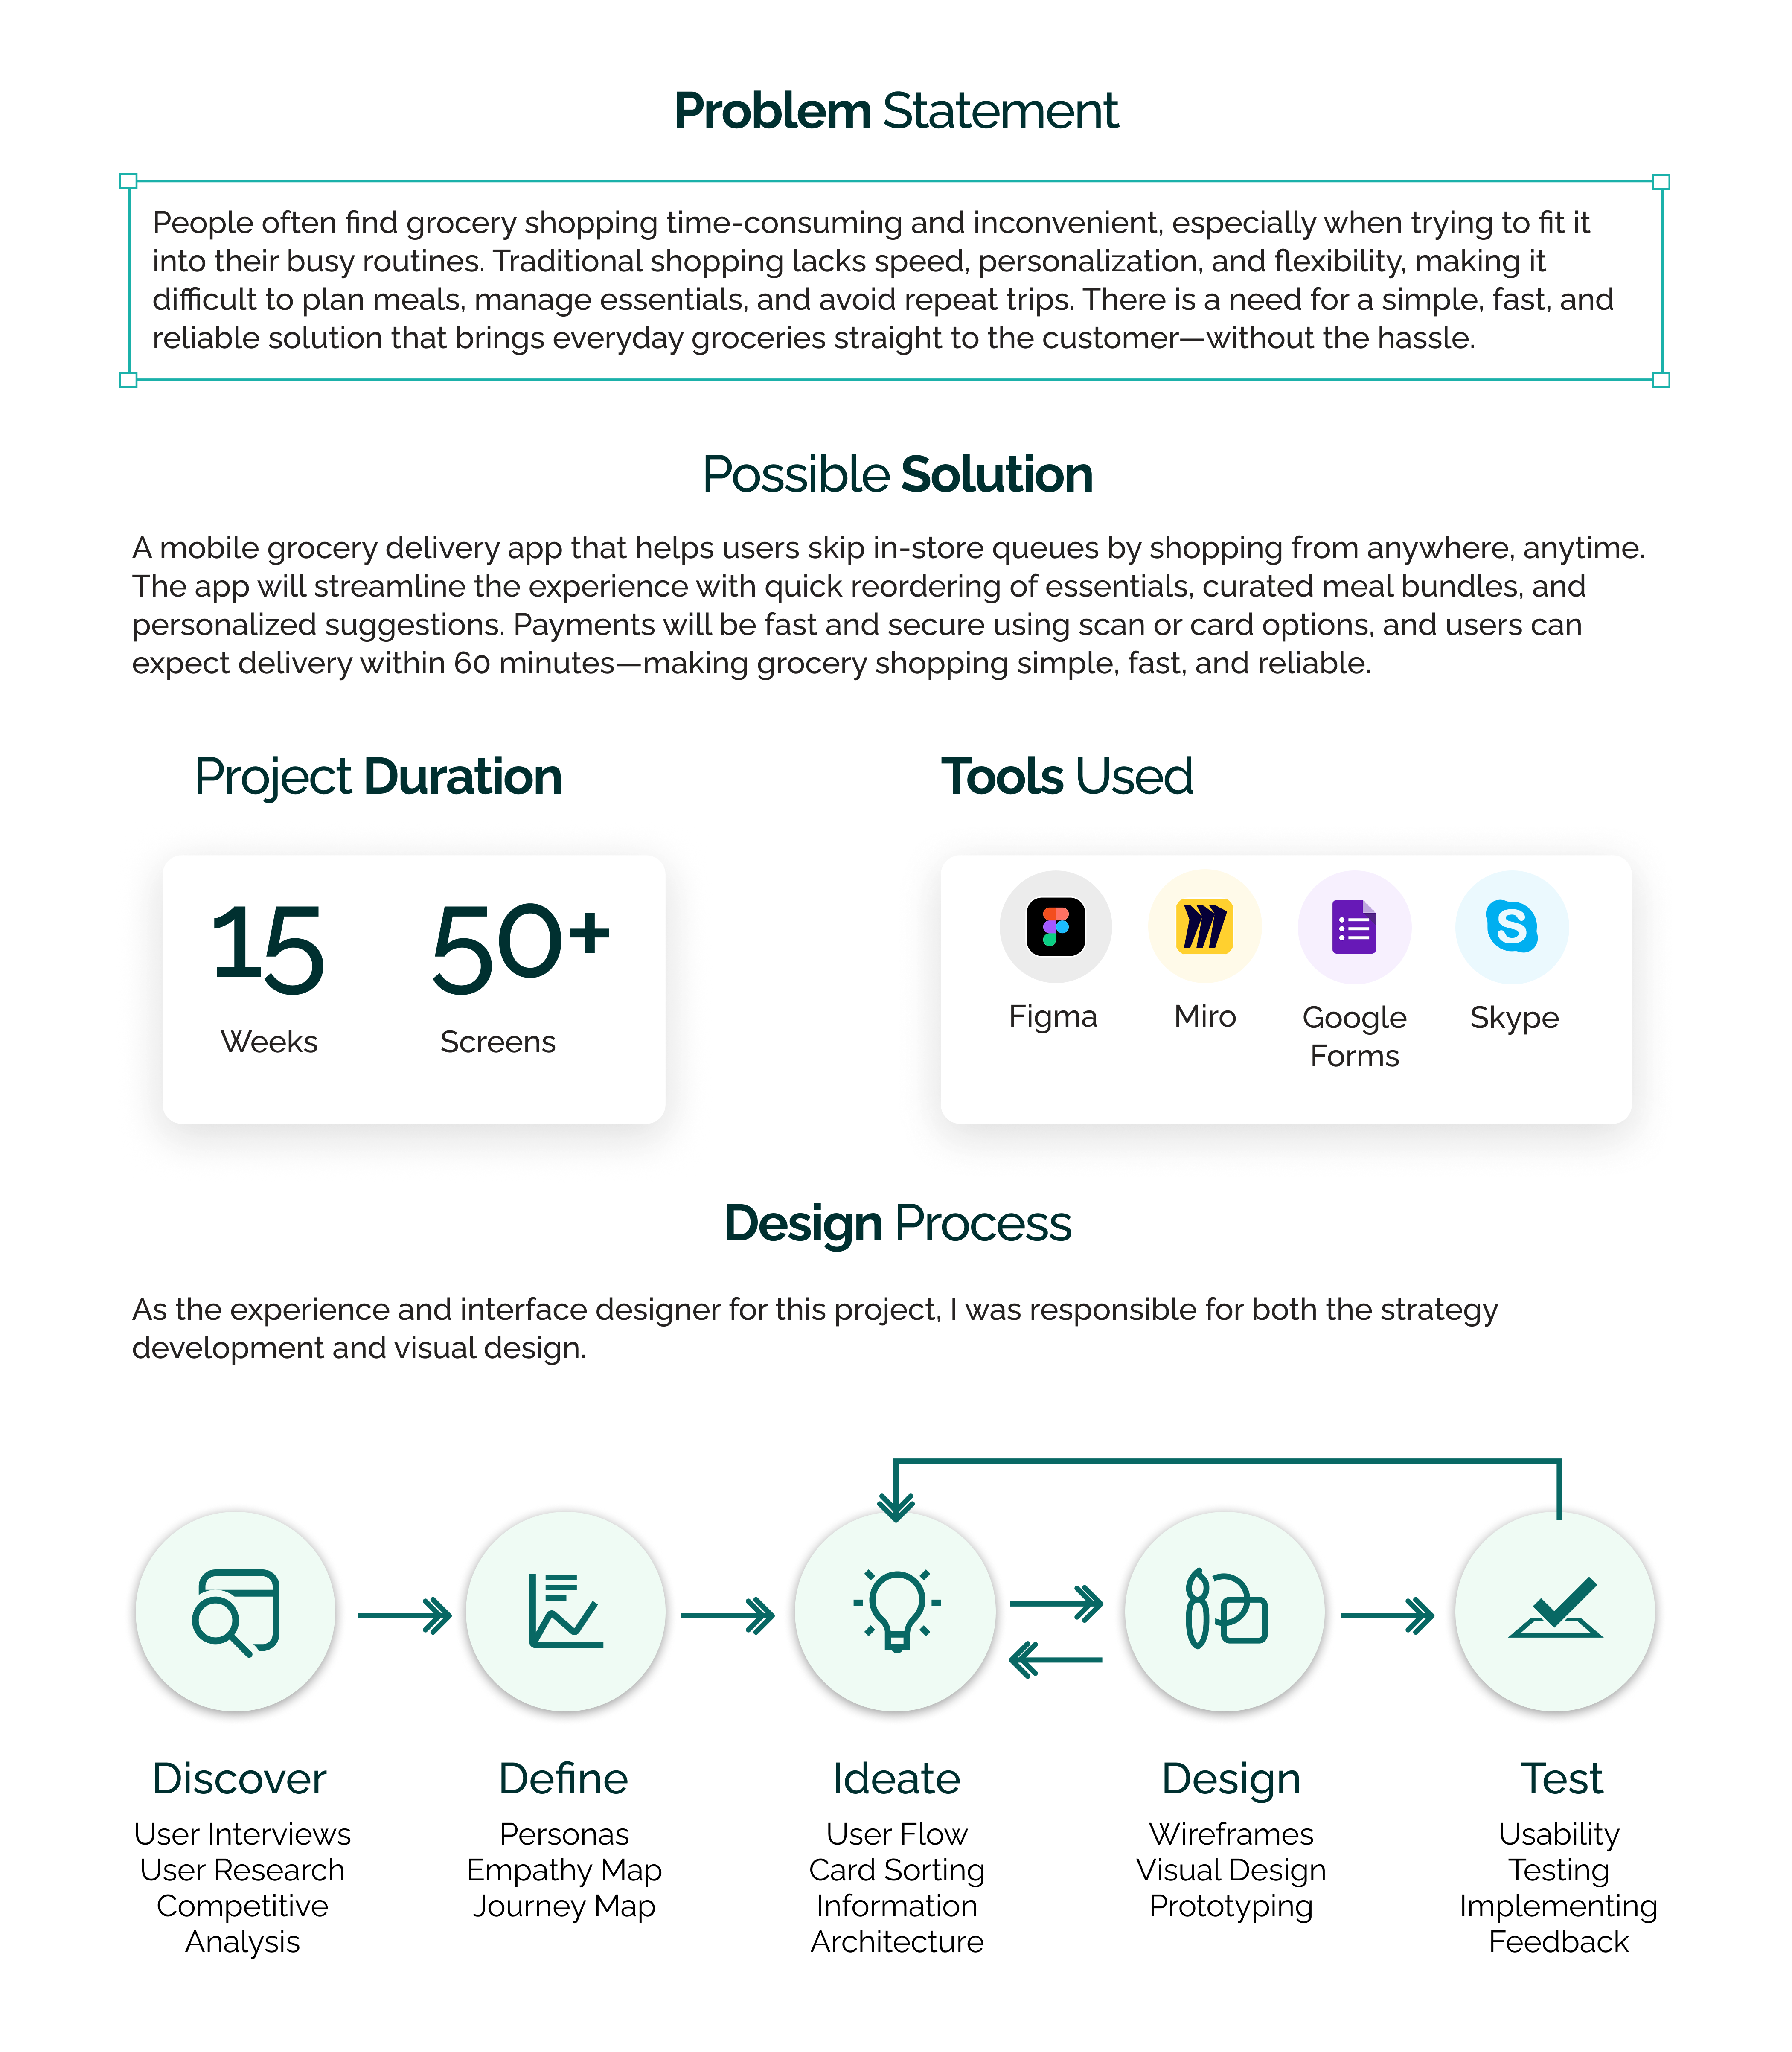 Problem Statement
People often find grocery shopping time-consuming and inconvenient, especially when trying to fit it
into their busy routines. Traditional shopping lacks speed, personalization, and flexibility, making it
difficult to plan meals, manage essentials, and avoid repeat trips. There is a need for a simple, fast, and
reliable solution that brings everyday groceries straight to the customer—without the hassle.
Possible Solution
A mobile grocery delivery app that helps users skip in-store queues by shopping from anywhere, anytime.
The app will streamline the experience with quick reordering of essentials, curated meal bundles, and
personalized suggestions. Payments will be fast and secure using scan or card options, and users can
expect delivery within 60 minutes—making grocery shopping simple, fast, and reliable.
Project Duration
15
Weeks
50+
Screens
Tools Used
Figma
Miro
Google
Forms
Skype
Design Process
As the experience and interface designer for this project, I was responsible for both the strategy
development and visual design.
Discover
User Interviews
User Research
Competitive
Analysis
Define
Personas
Empathy Map
Journey Map
Ideate
User Flow
Card Sorting
Information
Architecture
Design
Wireframes
Visual Design
Prototyping
Test
Usability
Testing
Implementing
Feedback